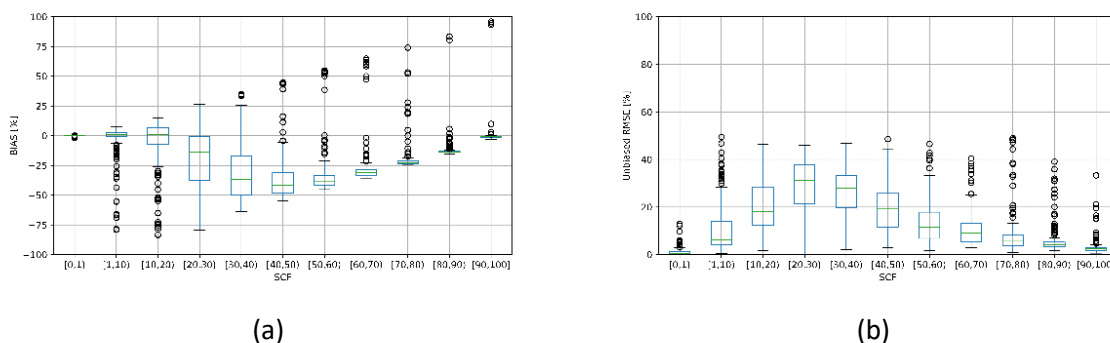 100
75
50
25
0
−25
−50
−75
−100
BIAS [%]
[0,1) [1,10) [10,20) [20,30) [30,40) [40,50) [50,60) [60,70) [70,80) [80,90) [90,100]
SCF
(a)
100
80
60
40
20
0
Unbiased RMSE [%]
[0,1) [1,10) [10,20) [20,30) [30,40) [40,50) [50,60) [60,70) [70,80) [80,90) [90,100]
SCF
(b)